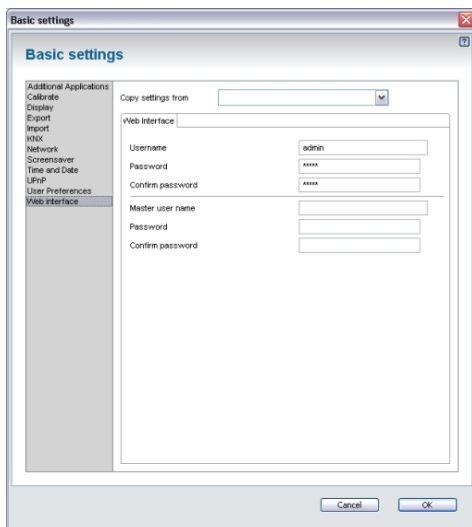 Basic settings
Basic settings
Additional Applications
Calibrate
Display
Export
Import
KNX
Network
Screensaver
Time and Date
UPnP
User Preferences
Web interface
Copy settings from
Web Interface
Username admin
Password *****
Confirm password *****
Master user name
Password
Confirm password
Cancel OK